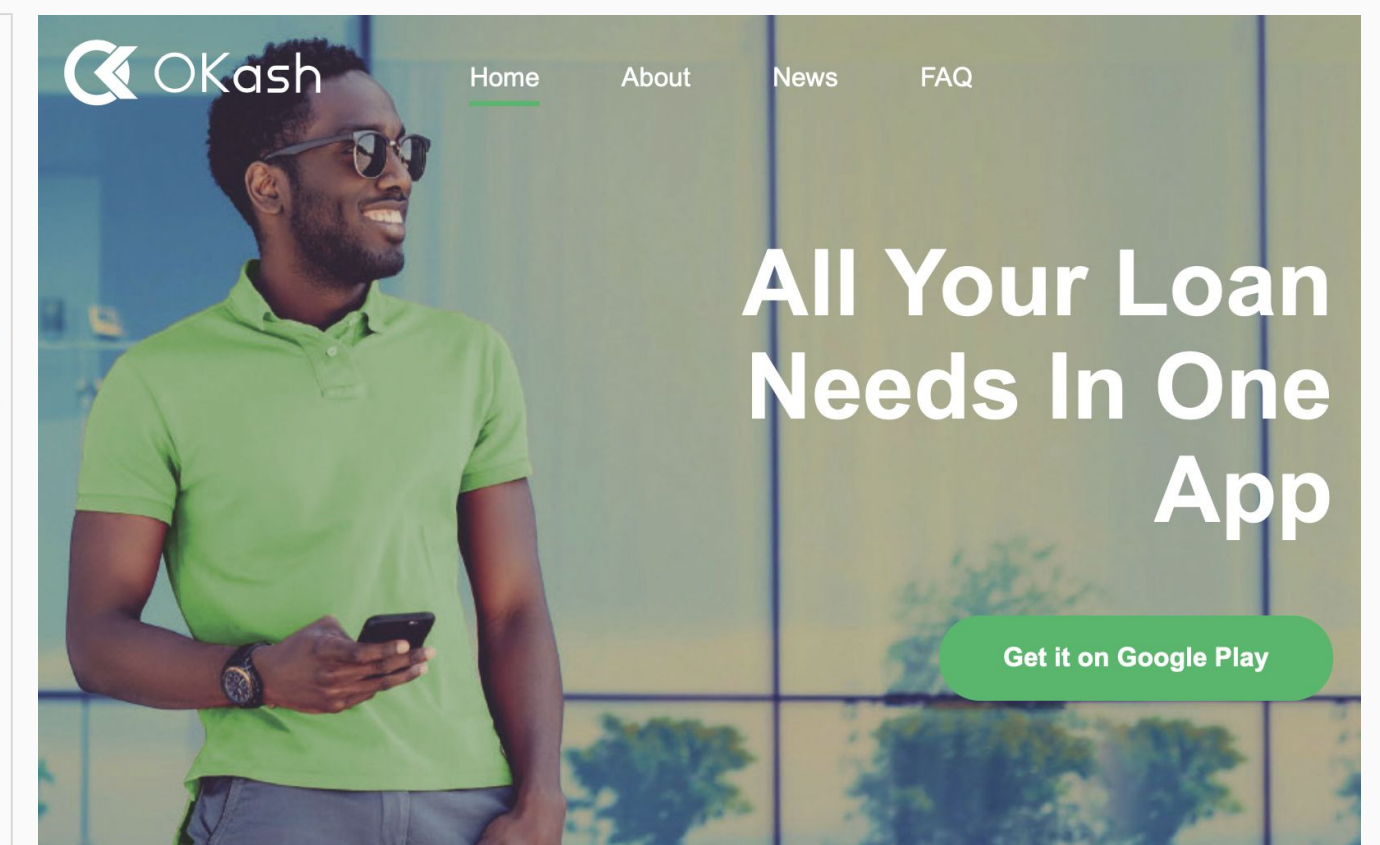 OKash
Home About News FAQ
All Your Loan
Needs In One
App
Get it on Google Play